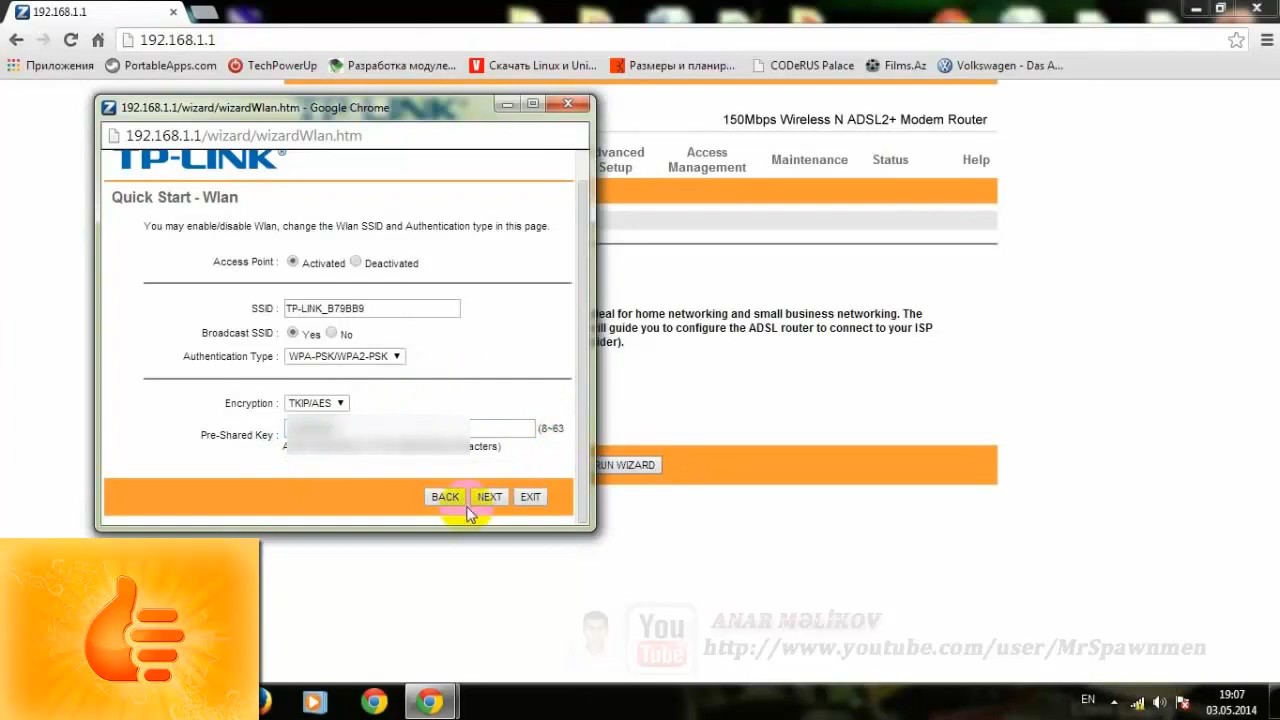 192.168.1.1
192.168.1.1
Приложения
PortableApps.com
TechPowerUp
Разработка модуле...
Скачать Linux и Uni...
Размеры и планир...
CODeRUS Palace
Films.Az
Volkswagen - Das A...
192.168.1.1/wizard/wizardWlan.htm - Google Chrome
192.168.1.1/wizard/wizardWlan.htm
150Mbps Wireless N ADSL2+ Modem Router
TP-LINK®
dvanced Setup
Access Management
Maintenance
Status
Help
Quick Start - Wlan
You may enable/disable Wlan, change the Wlan SSID and Authentication type in this page.
Access Point : Activated Deactivated
SSID : TP-LINK_B79BB9
Broadcast SSID : Yes No
Authentication Type : WPA-PSK/WPA2-PSK
Encryption : TKIP/AES
Pre-Shared Key : (8~63
acters)
BACK NEXT EXIT
deal for home networking and small business networking. The
ill guide you to configure the ADSL router to connect to your ISP
ider).
RUN WIZARD
You Tube
ANAR MƏLİKOV
http://www.youtube.com/user/MrSpawnmen
EN
19:07
03.05.2014